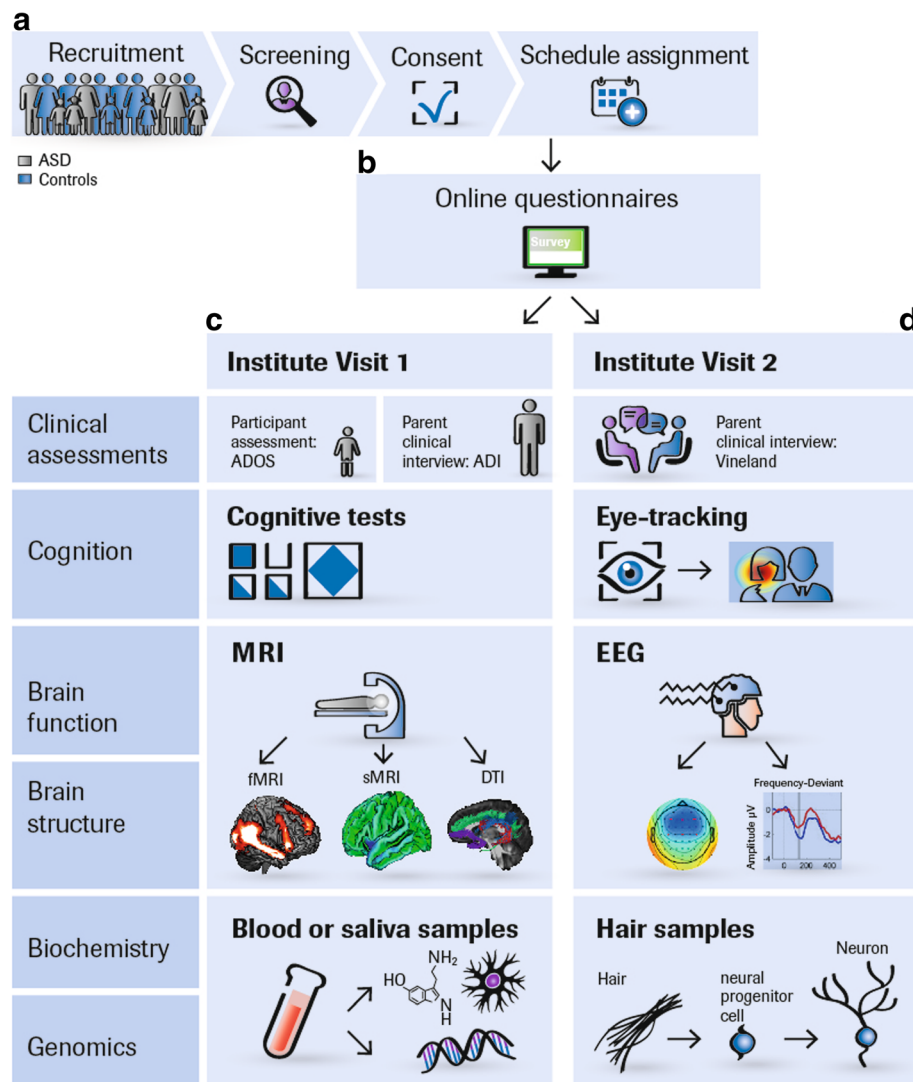 a
Recruitment
Screening
Consent
Schedule assignment
ASD
Controls
b
Online questionnaires
Survey
c
d
Institute Visit 1
Institute Visit 2
Clinical
assessments
Participant
assessment:
ADOS
Parent
clinical
interview: ADI
Parent
clinical interview:
Vineland
Cognition
Cognitive tests
Eye-tracking
Brain
function
MRI
EEG
Brain
structure
fMRI
sMRI
DTI
Frequency-Deviant
Amplitude µV
0
-2
-4
0
200
400
Biochemistry
Blood or saliva samples
NH2
HO
N
H
Hair samples
Hair
neural
progenitor
cell
Neuron
Genomics